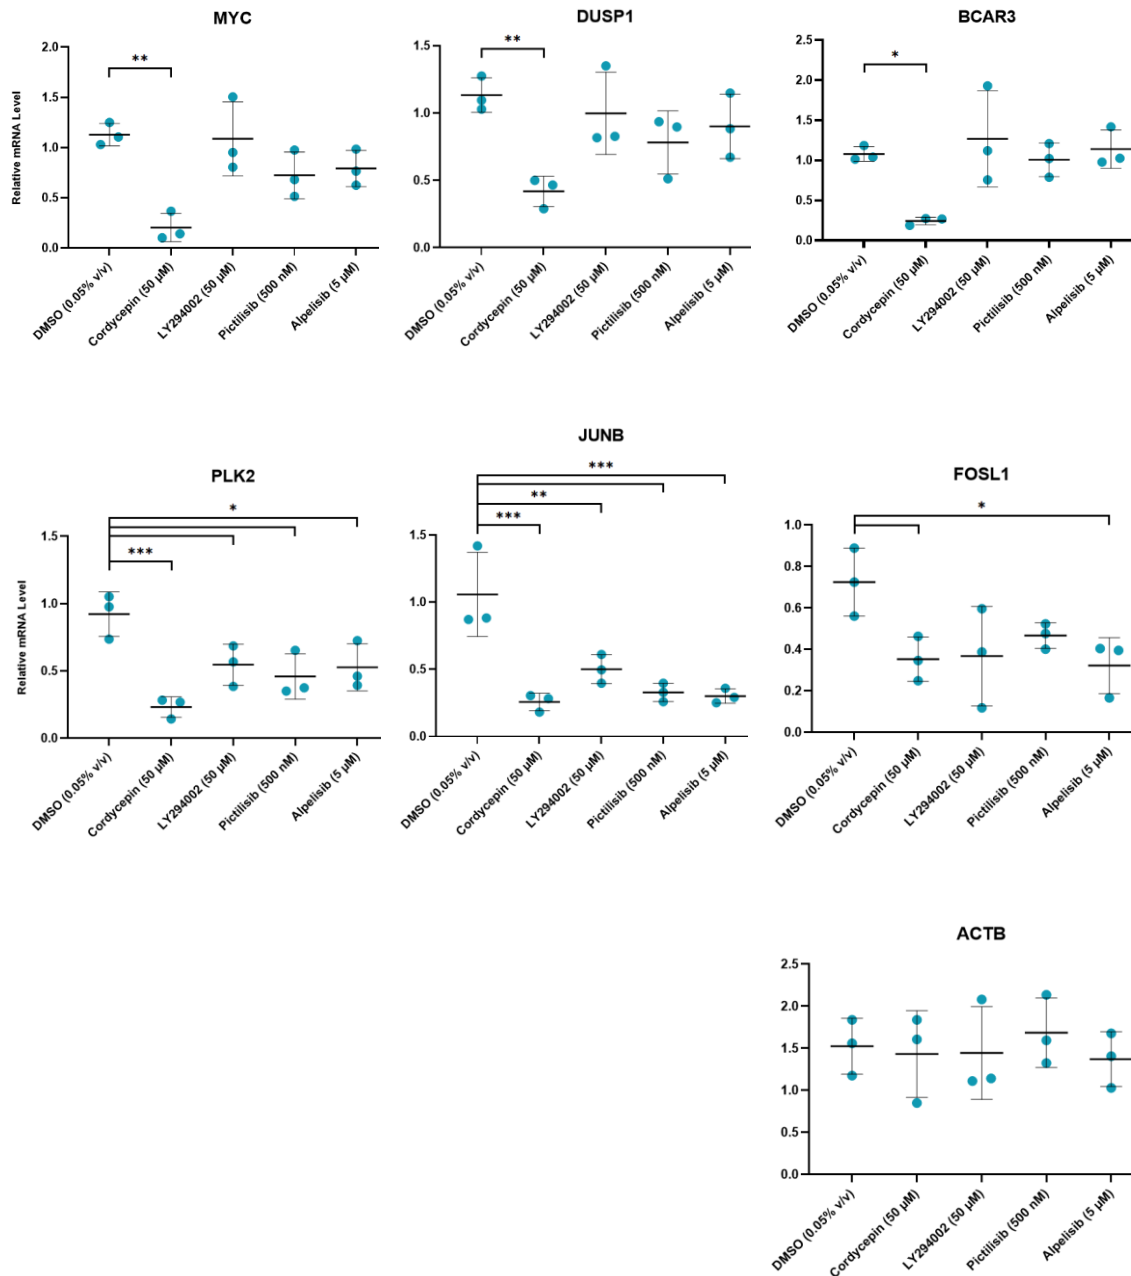 MYC
Relative mRNA Level
2.0
1.5
1.0
0.5
0.0
**
DMSO (0.05% v/v)
Cordycepin (50 µM)
LY294002 (50 µM)
Pictilisib (500 nM)
Alpelisib (5 µM)
DUSP1
1.5
1.0
0.5
0.0
**
DMSO (0.05% v/v)
Cordycepin (50 µM)
LY294002 (50 µM)
Pictilisib (500 nM)
Alpelisib (5 µM)
BCAR3
2.5
2.0
1.5
1.0
0.5
0.0
*
DMSO (0.05% v/v)
Cordycepin (50 µM)
LY294002 (50 µM)
Pictilisib (500 nM)
Alpelisib (5 µM)
PLK2
Relative mRNA Level
1.5
1.0
0.5
0.0
*
***
DMSO (0.05% v/v)
Cordycepin (50 µM)
LY294002 (50 µM)
Pictilisib (500 nM)
Alpelisib (5 µM)
JUNB
1.5
1.0
0.5
0.0
***
**
***
DMSO (0.05% v/v)
Cordycepin (50 µM)
LY294002 (50 µM)
Pictilisib (500 nM)
Alpelisib (5 µM)
FOSL1
1.0
0.8
0.6
0.4
0.2
0.0
*
DMSO (0.05% v/v)
Cordycepin (50 µM)
LY294002 (50 µM)
Pictilisib (500 nM)
Alpelisib (5 µM)
ACTB
2.5
2.0
1.5
1.0
0.5
0.0
DMSO (0.05% v/v)
Cordycepin (50 µM)
LY294002 (50 µM)
Pictilisib (500 nM)
Alpelisib (5 µM)